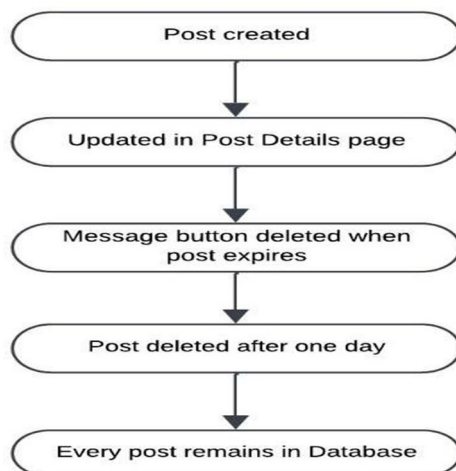 Post created
Updated in Post Details page
Message button deleted when
post expires
Post deleted after one day
Every post remains in Database